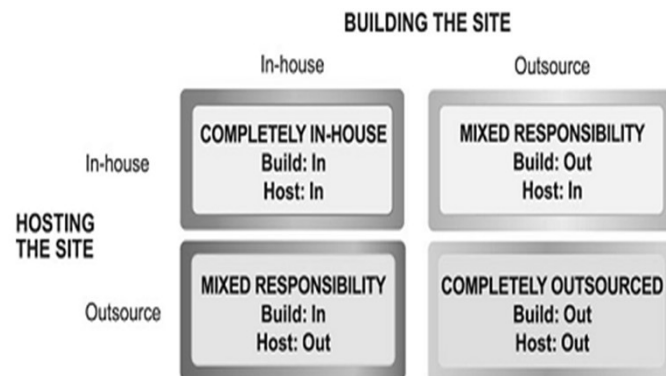 BUILDING THE SITE
In-house
Outsource
In-house
COMPLETELY IN-HOUSE
Build: In
Host: In
MIXED RESPONSIBILITY
Build: Out
Host: In
HOSTING
THE SITE
Outsource
MIXED RESPONSIBILITY
Build: In
Host: Out
COMPLETELY OUTSOURCED
Build: Out
Host: Out